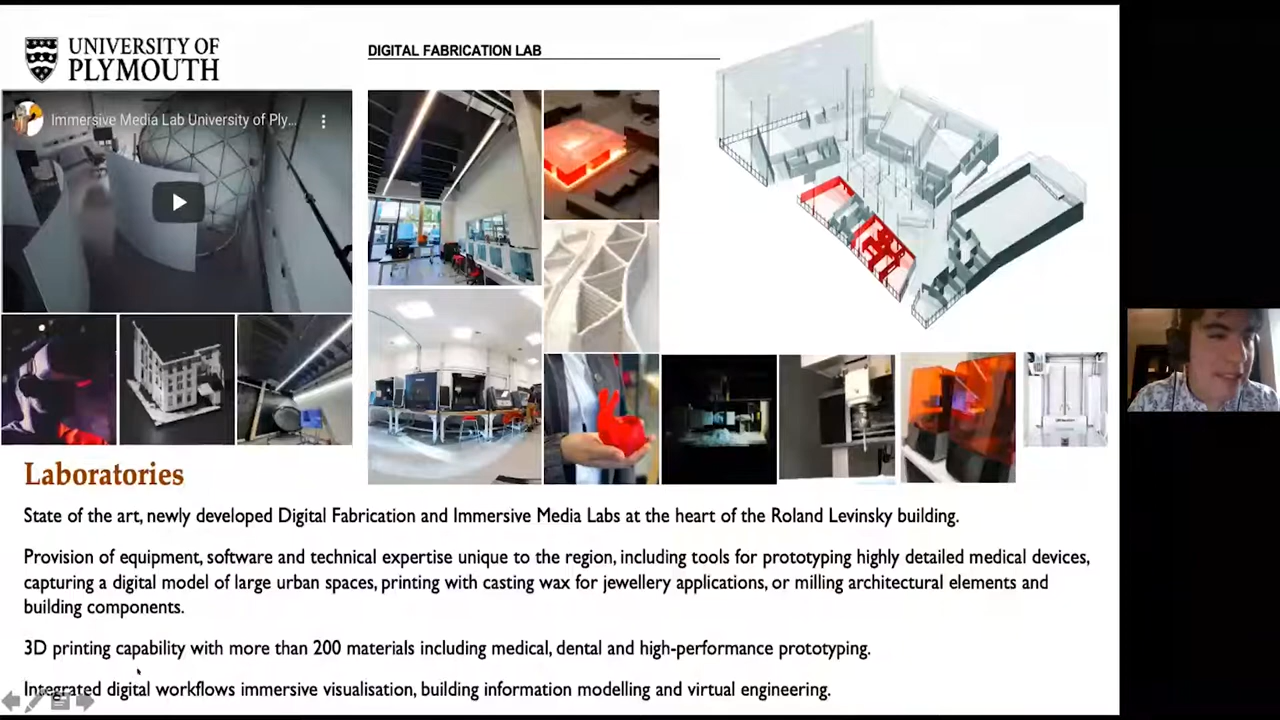 UNIVERSITY OF
PLYMOUTH
DIGITAL FABRICATION LAB
Immersive Media Lab University of Ply...
Laboratories
State of the art, newly developed Digital Fabrication and Immersive Media Labs at the heart of the Roland Levinsky building.
Provision of equipment, software and technical expertise unique to the region, including tools for prototyping highly detailed medical devices,
capturing a digital model of large urban spaces, printing with casting wax for jewellery applications, or milling architectural elements and
building components.
3D printing capability with more than 200 materials including medical, dental and high-performance prototyping.
Integrated digital workflows immersive visualisation, building information modelling and virtual engineering.